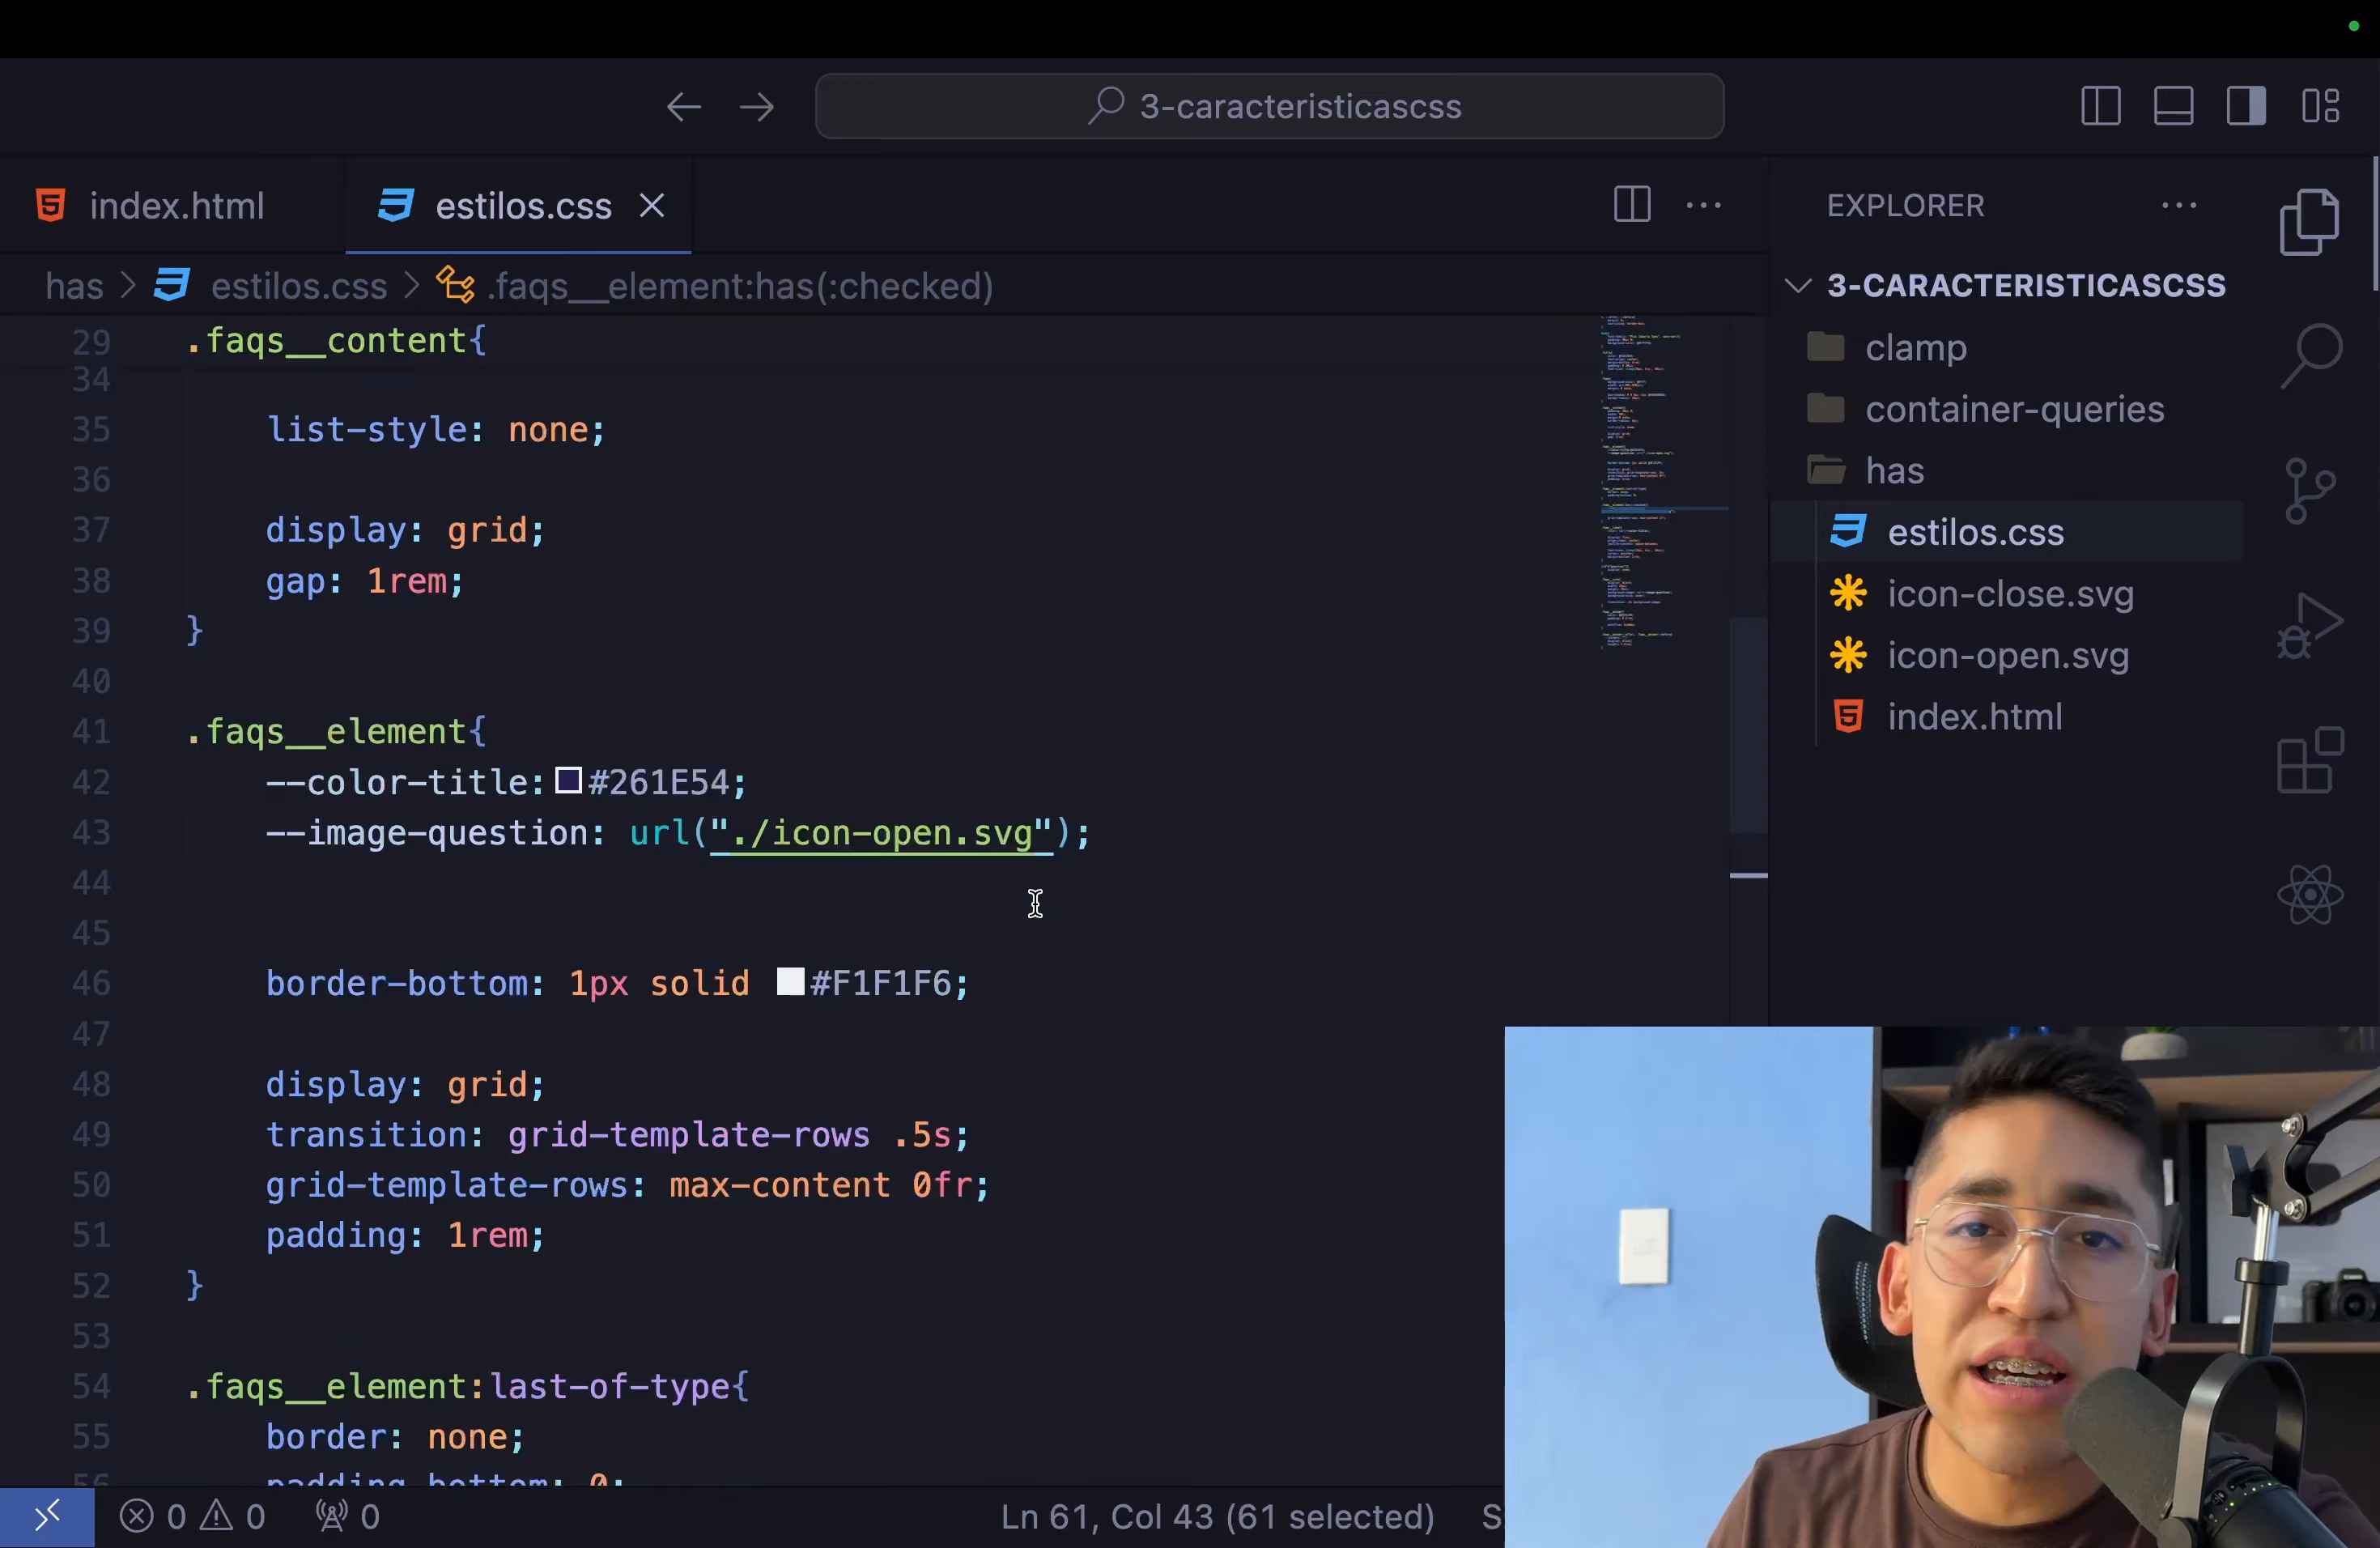 3-caracteristicascss
index.html
estilos.css
EXPLORER
has > estilos.css > .faqs__element:has(:checked)
3-CARACTERISTICASCSS
clamp
container-queries
has
estilos.css
icon-close.svg
icon-open.svg
index.html
29 .faqs__content{
34
35 list-style: none;
36
37 display: grid;
38 gap: 1rem;
39 }
40
41 .faqs__element{
42 --color-title: #261E54;
43 --image-question: url("./icon-open.svg");
44
45
46 border-bottom: 1px solid #F1F1F6;
47
48 display: grid;
49 transition: grid-template-rows .5s;
50 grid-template-rows: max-content 0fr;
51 padding: 1rem;
52 }
53
54 .faqs__element:last-of-type{
55 border: none;
56 padding-bottom: 0;
0 0 0
Ln 61, Col 43 (61 selected)